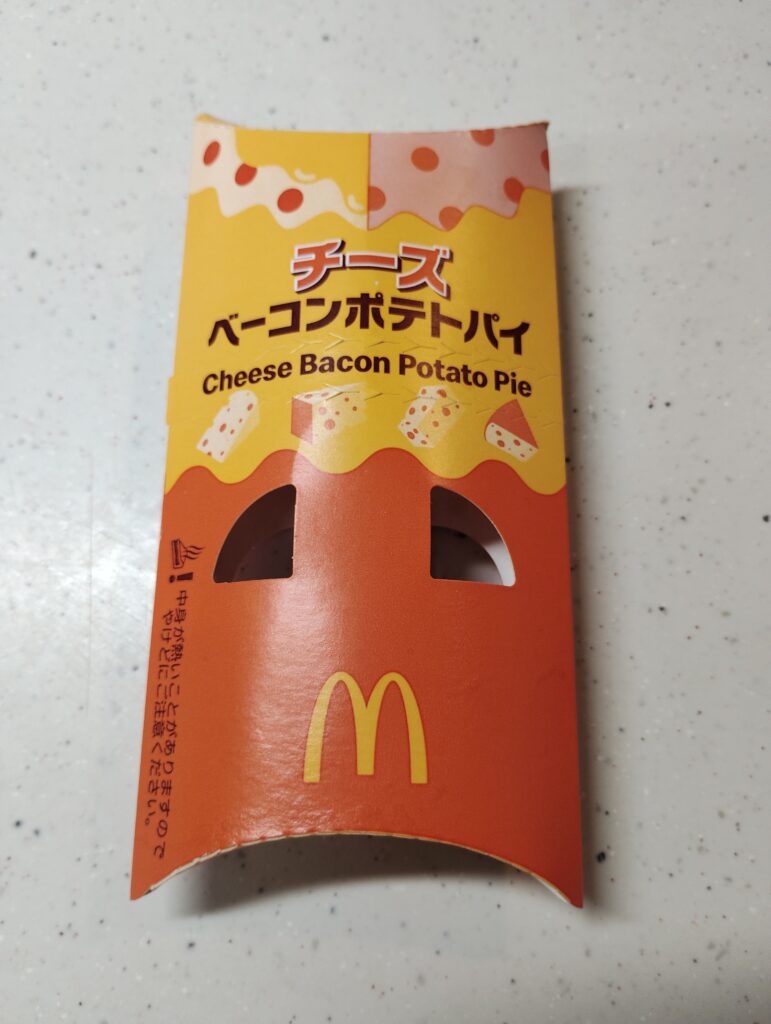 チーズ
ベーコンポテトパイ
Cheese Bacon Potato Pie
中身が熱いことがありますので
やけどにご注意ください。